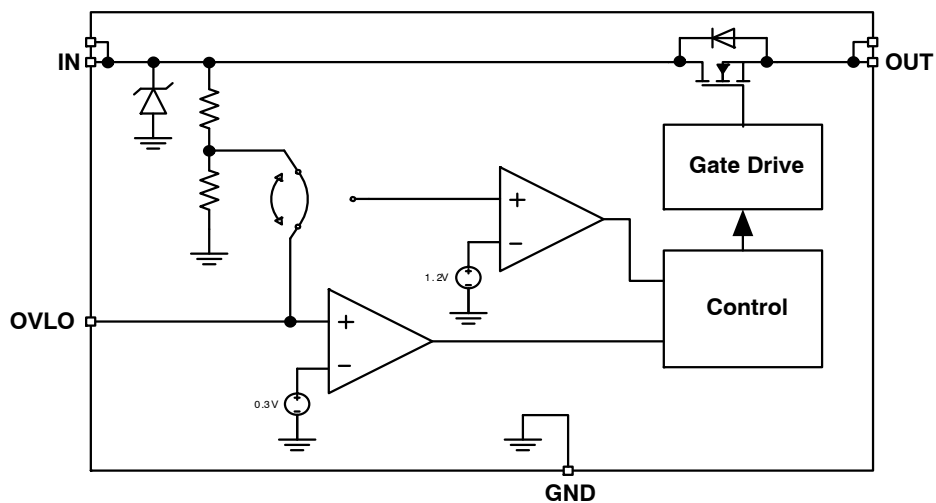 IN
OUT
Gate Drive
+
−
1.2V
+
−
Control
OVLO
+
−
0.3V
+
−
GND